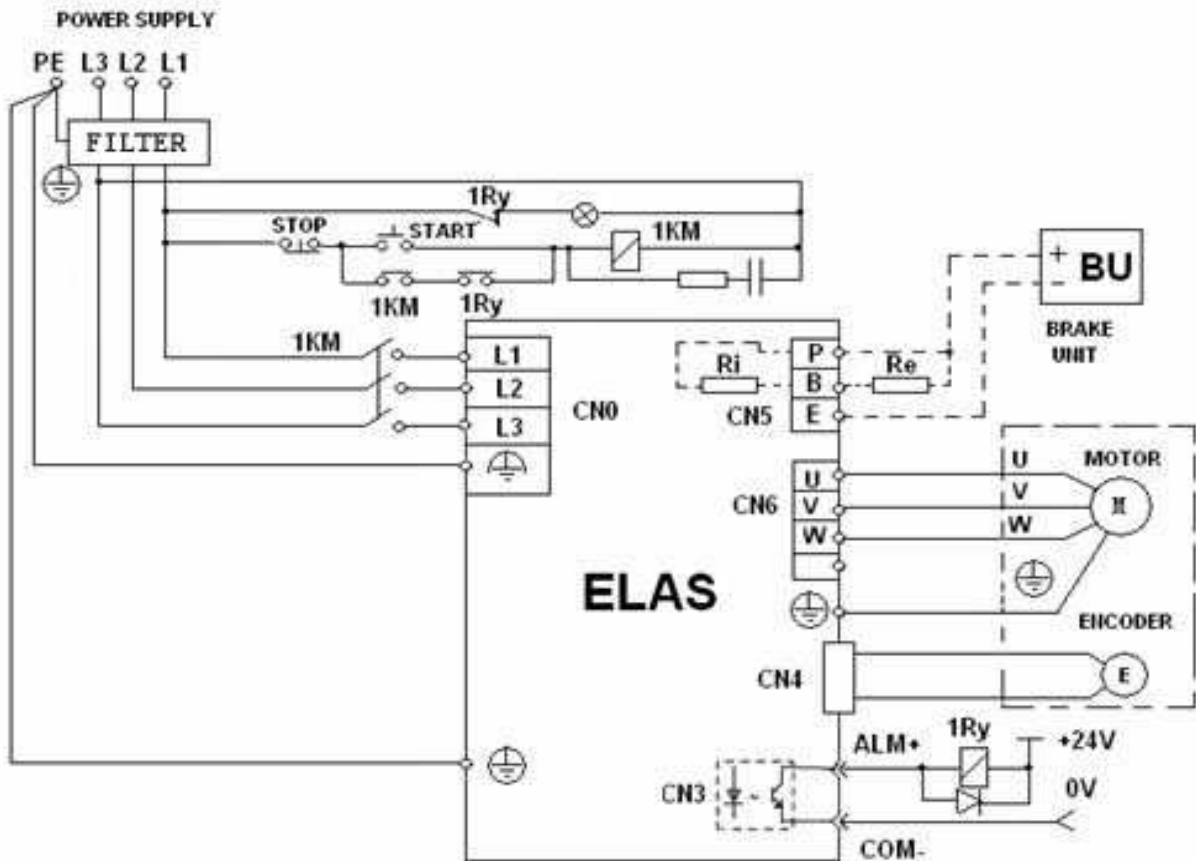 POWER SUPPLY
PE L3 L2 L1
FILTER
1Ry
STOP
START
1KM
1KM
1Ry
+ BU -
BRAKE
UNIT
1KM
L1
L2
L3
CN0
Ri
P
B
E
Re
CN5
U
V
W
CN6
U
V
W
MOTOR
M
ELAS
ENCODER
CN4
E
ALM+
1Ry
+24V
CN3
0V
COM-